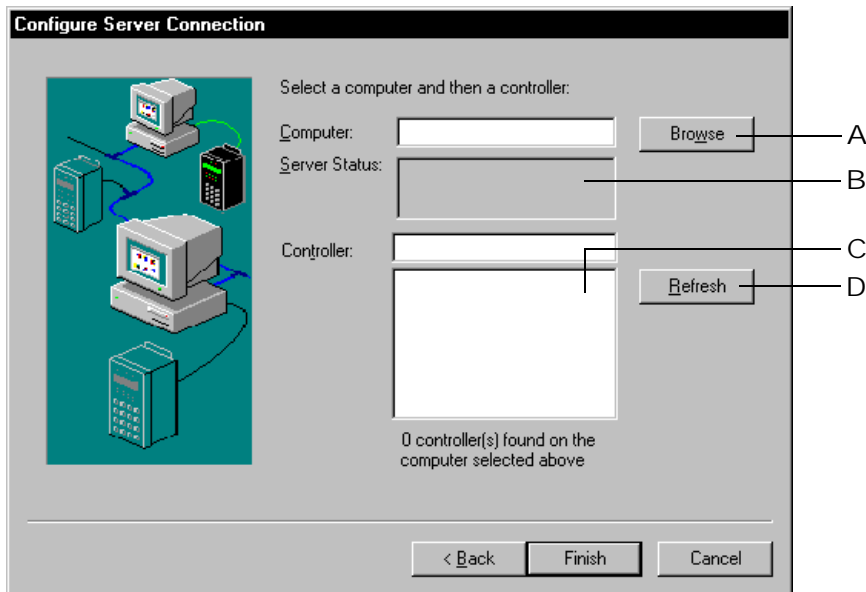 Configure Server Connection
Select a computer and then a controller:
Computer:
Browse
A
Server Status:
B
Controller:
C
Refresh
D
0 controller(s) found on the
computer selected above
< Back
Finish
Cancel